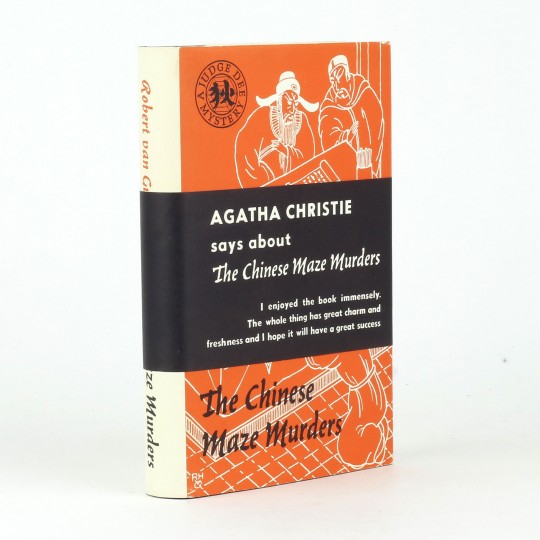 Robert van Gu
ze Murders
A JUDGE DEE MYSTERY
狄
AGATHA CHRISTIE
says about
The Chinese Maze Murders
I enjoyed the book immensely.
The whole thing has great charm and
freshness and I hope it will have a great success
The Chinese
Maze Murders